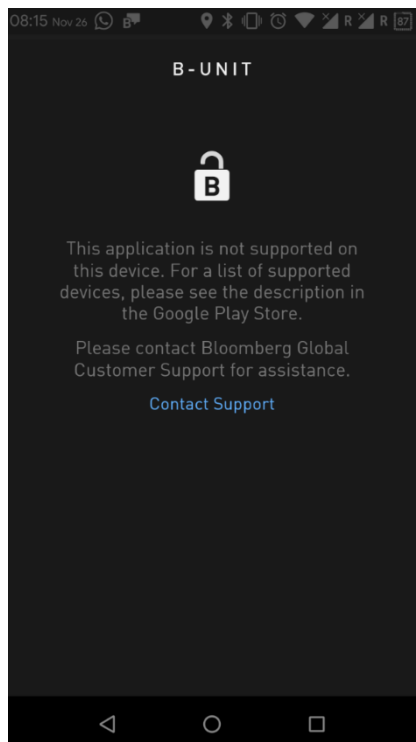 08:15 Nov 26 R R 87
B-UNIT
B
This application is not supported on
this device. For a list of supported
devices, please see the description in
the Google Play Store.
Please contact Bloomberg Global
Customer Support for assistance.
Contact Support